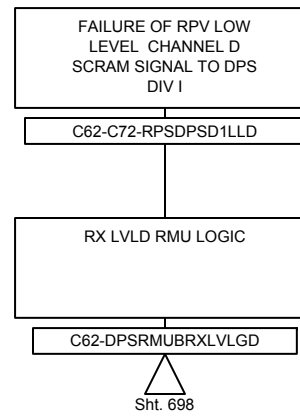 FAILURE OF RPV LOW
LEVEL CHANNEL D
SCRAM SIGNAL TO DPS
DIV I
C62-C72-RPSDPSD1LLD
RX LVLD RMU LOGIC
C62-DPSRMUBRXLVLGD
Sht. 698